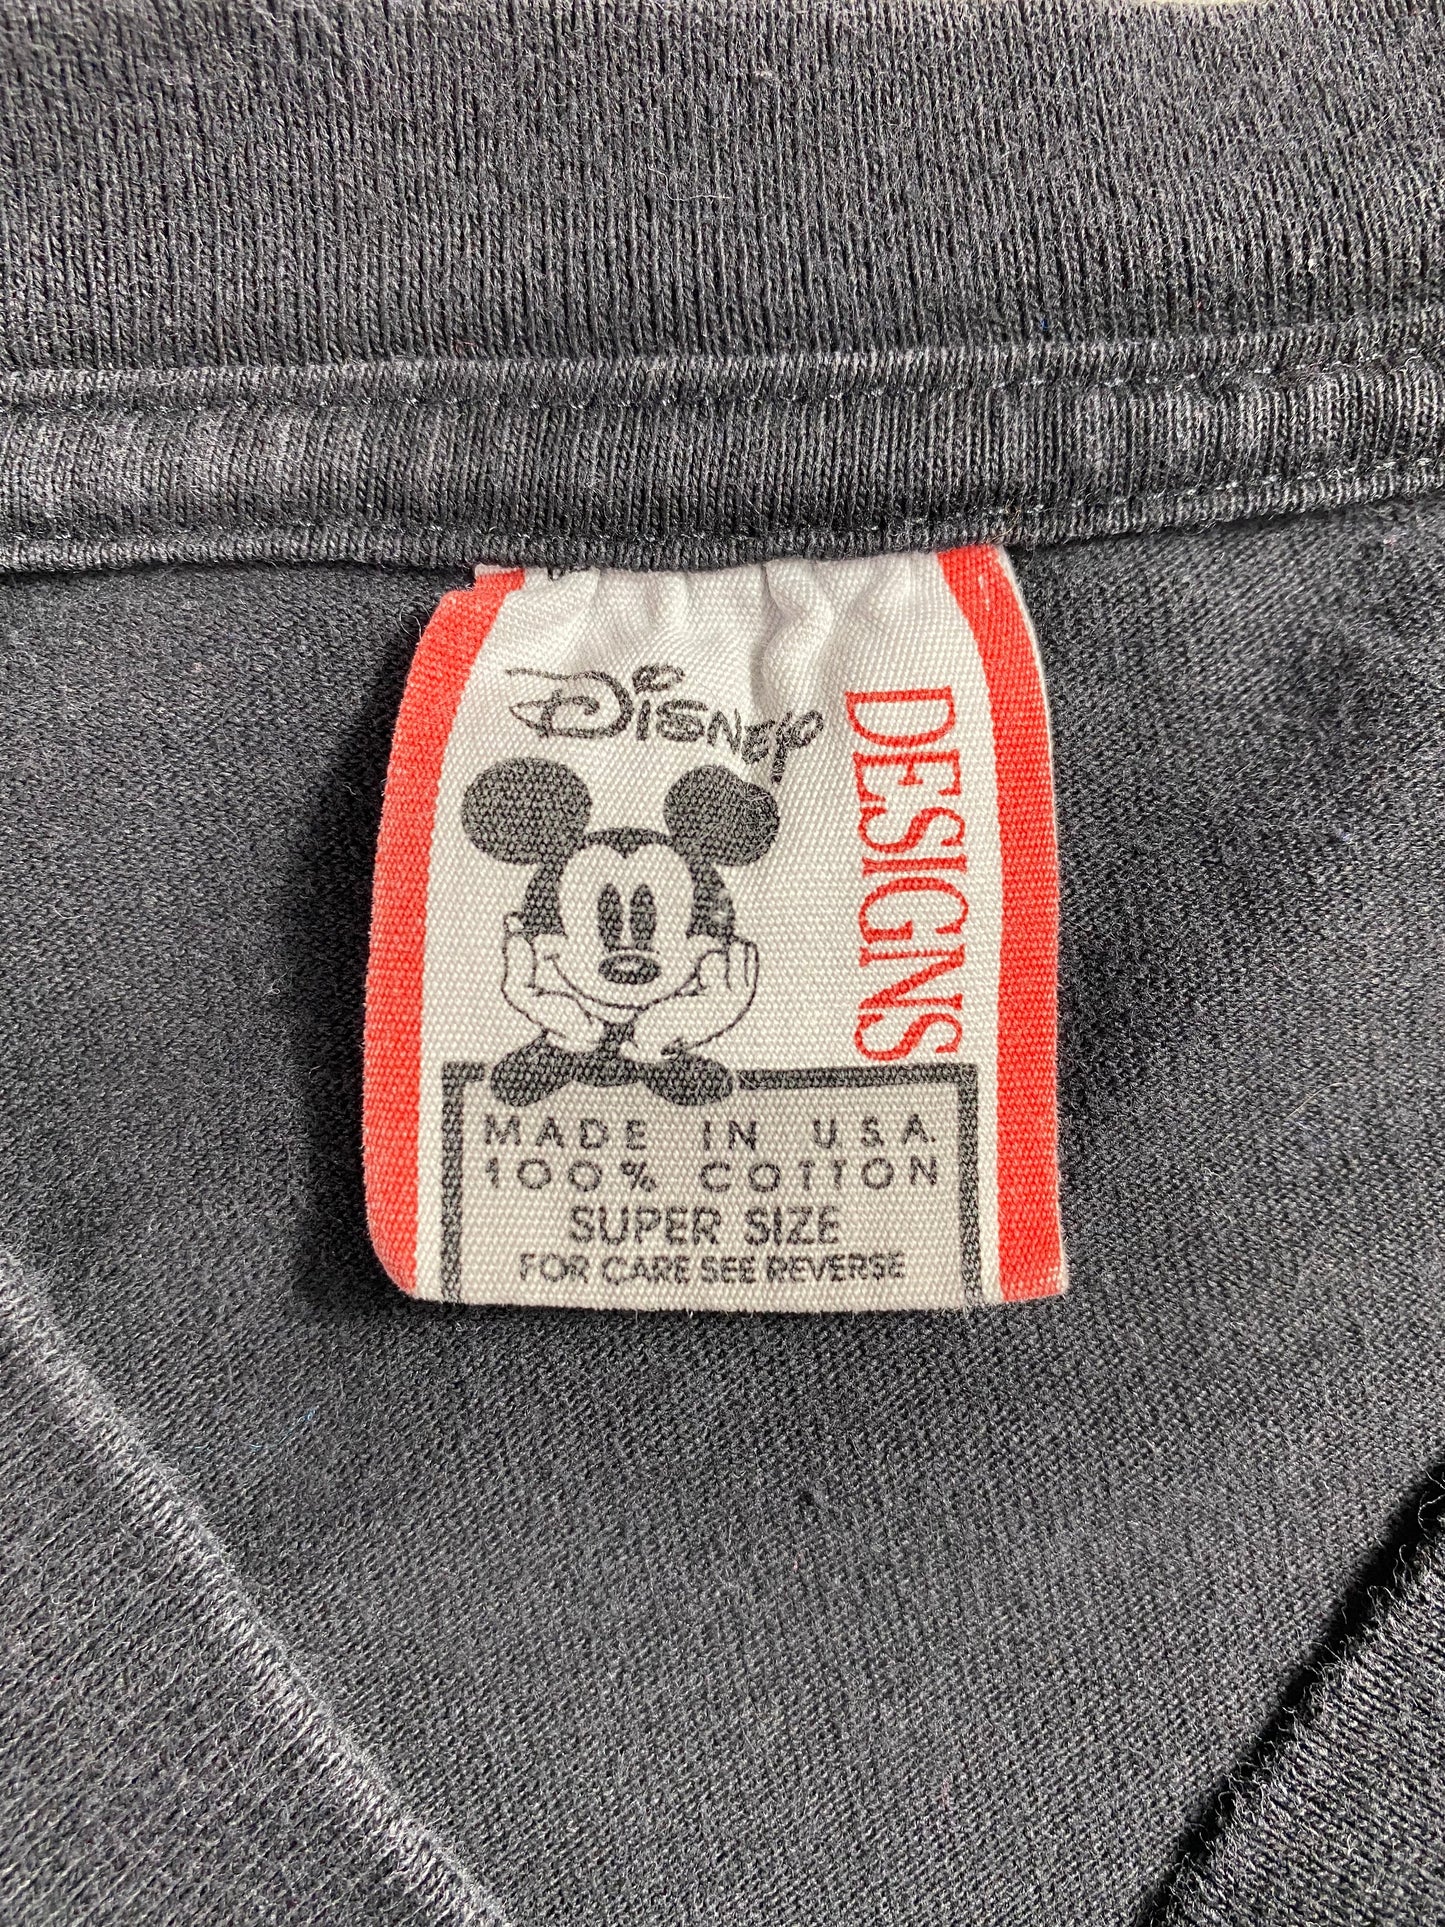 Disney
DESIGNS
MADE IN U.S.A.
100% COTTON
SUPER SIZE
FOR CARE SEE REVERSE